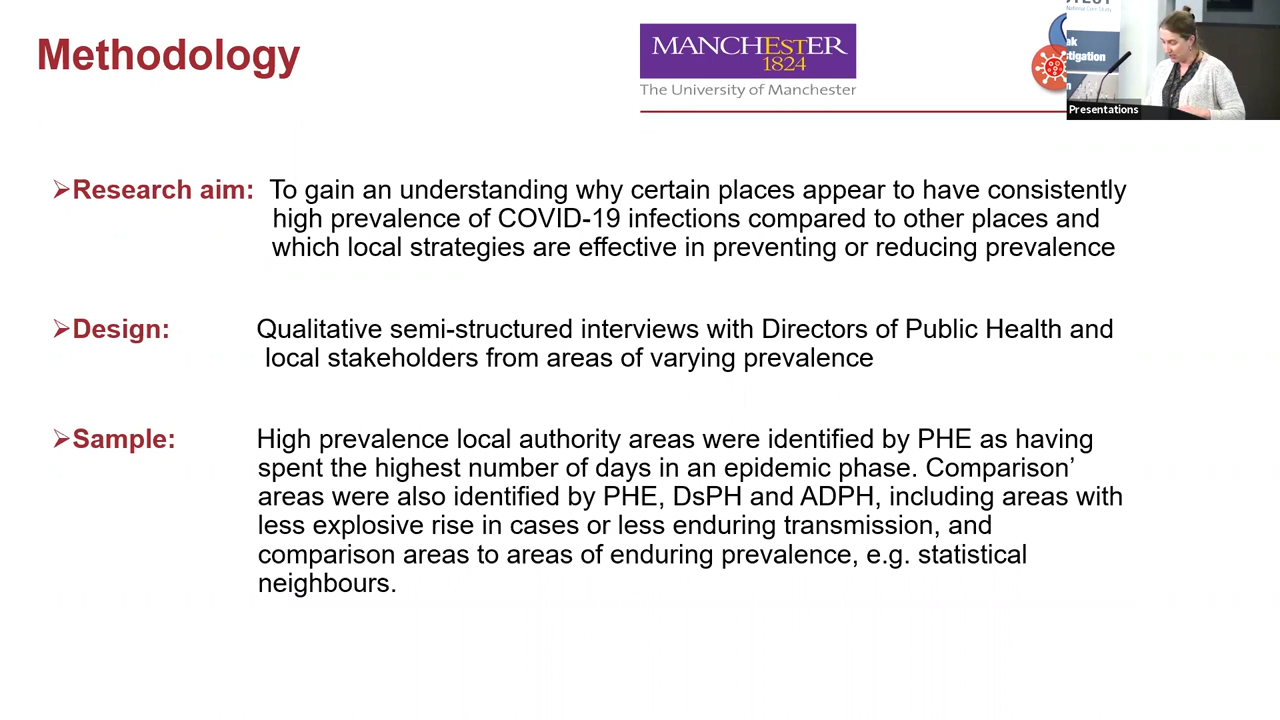 Methodology
MANCHESTER
1824
The University of Manchester
National Core Study
tigation
Presentations
➢Research aim: To gain an understanding why certain places appear to have consistently
high prevalence of COVID-19 infections compared to other places and
which local strategies are effective in preventing or reducing prevalence
➢Design: Qualitative semi-structured interviews with Directors of Public Health and
local stakeholders from areas of varying prevalence
➢Sample: High prevalence local authority areas were identified by PHE as having
spent the highest number of days in an epidemic phase. Comparison’
areas were also identified by PHE, DsPH and ADPH, including areas with
less explosive rise in cases or less enduring transmission, and
comparison areas to areas of enduring prevalence, e.g. statistical
neighbours.